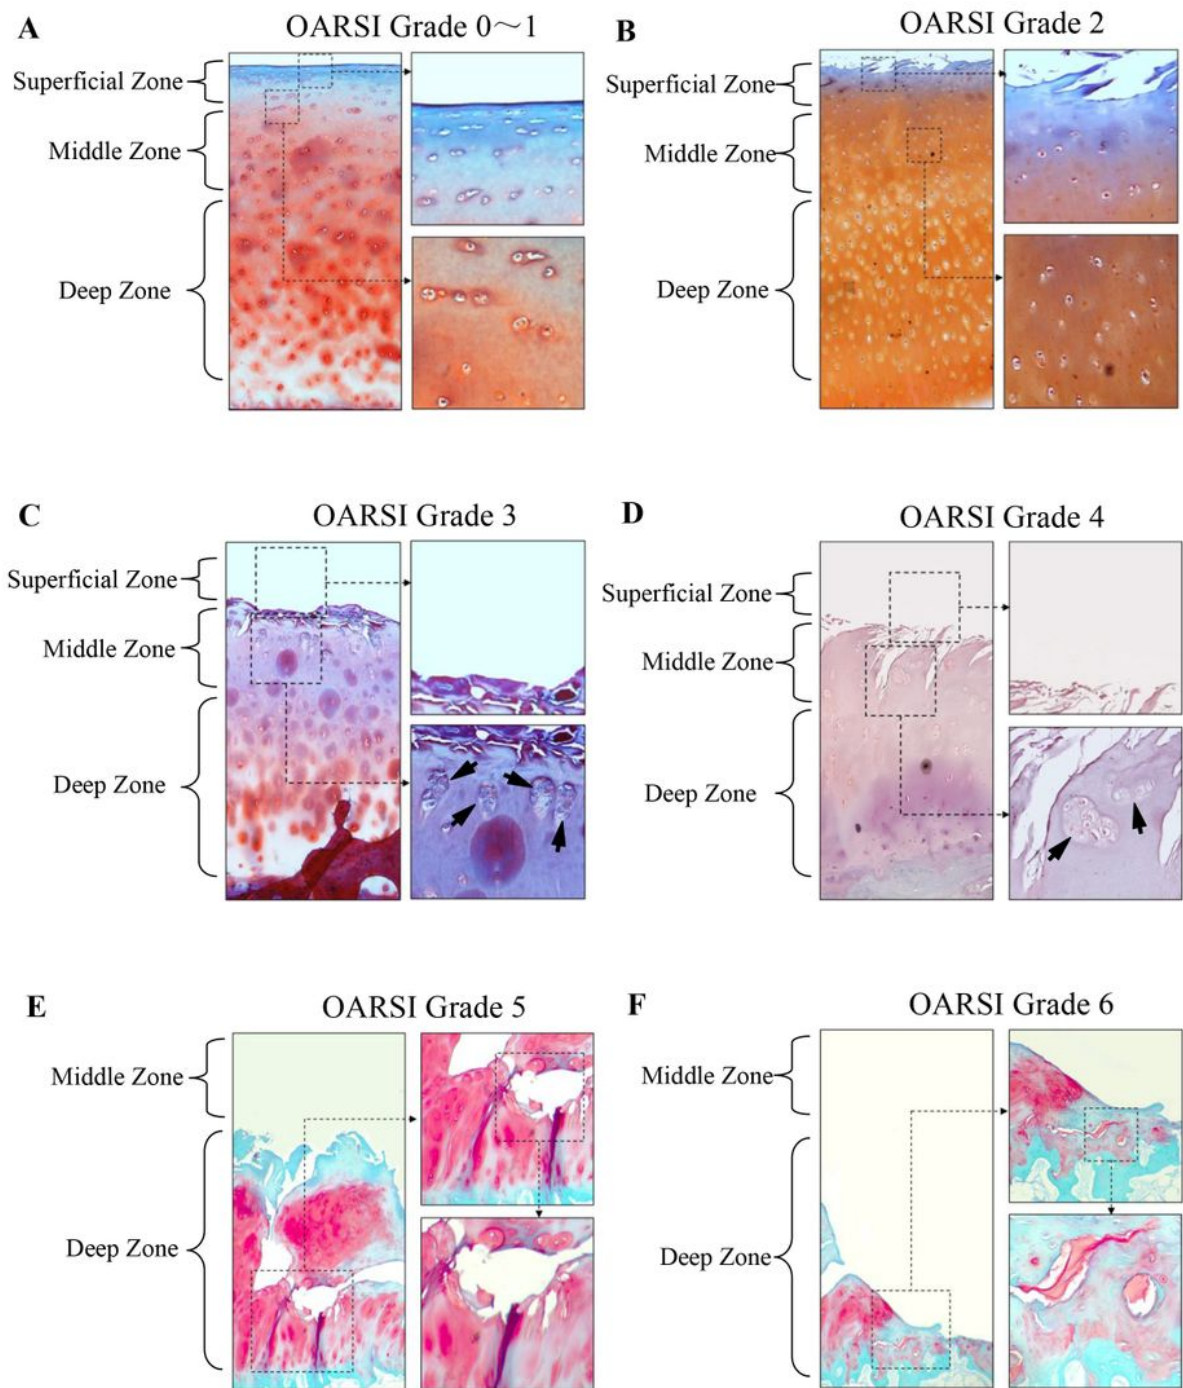 A
OARSI Grade 0～1
Superficial Zone
Middle Zone
Deep Zone
B
OARSI Grade 2
Superficial Zone
Middle Zone
Deep Zone
C
OARSI Grade 3
Superficial Zone
Middle Zone
Deep Zone
D
OARSI Grade 4
Superficial Zone
Middle Zone
Deep Zone
E
OARSI Grade 5
Middle Zone
Deep Zone
F
OARSI Grade 6
Middle Zone
Deep Zone